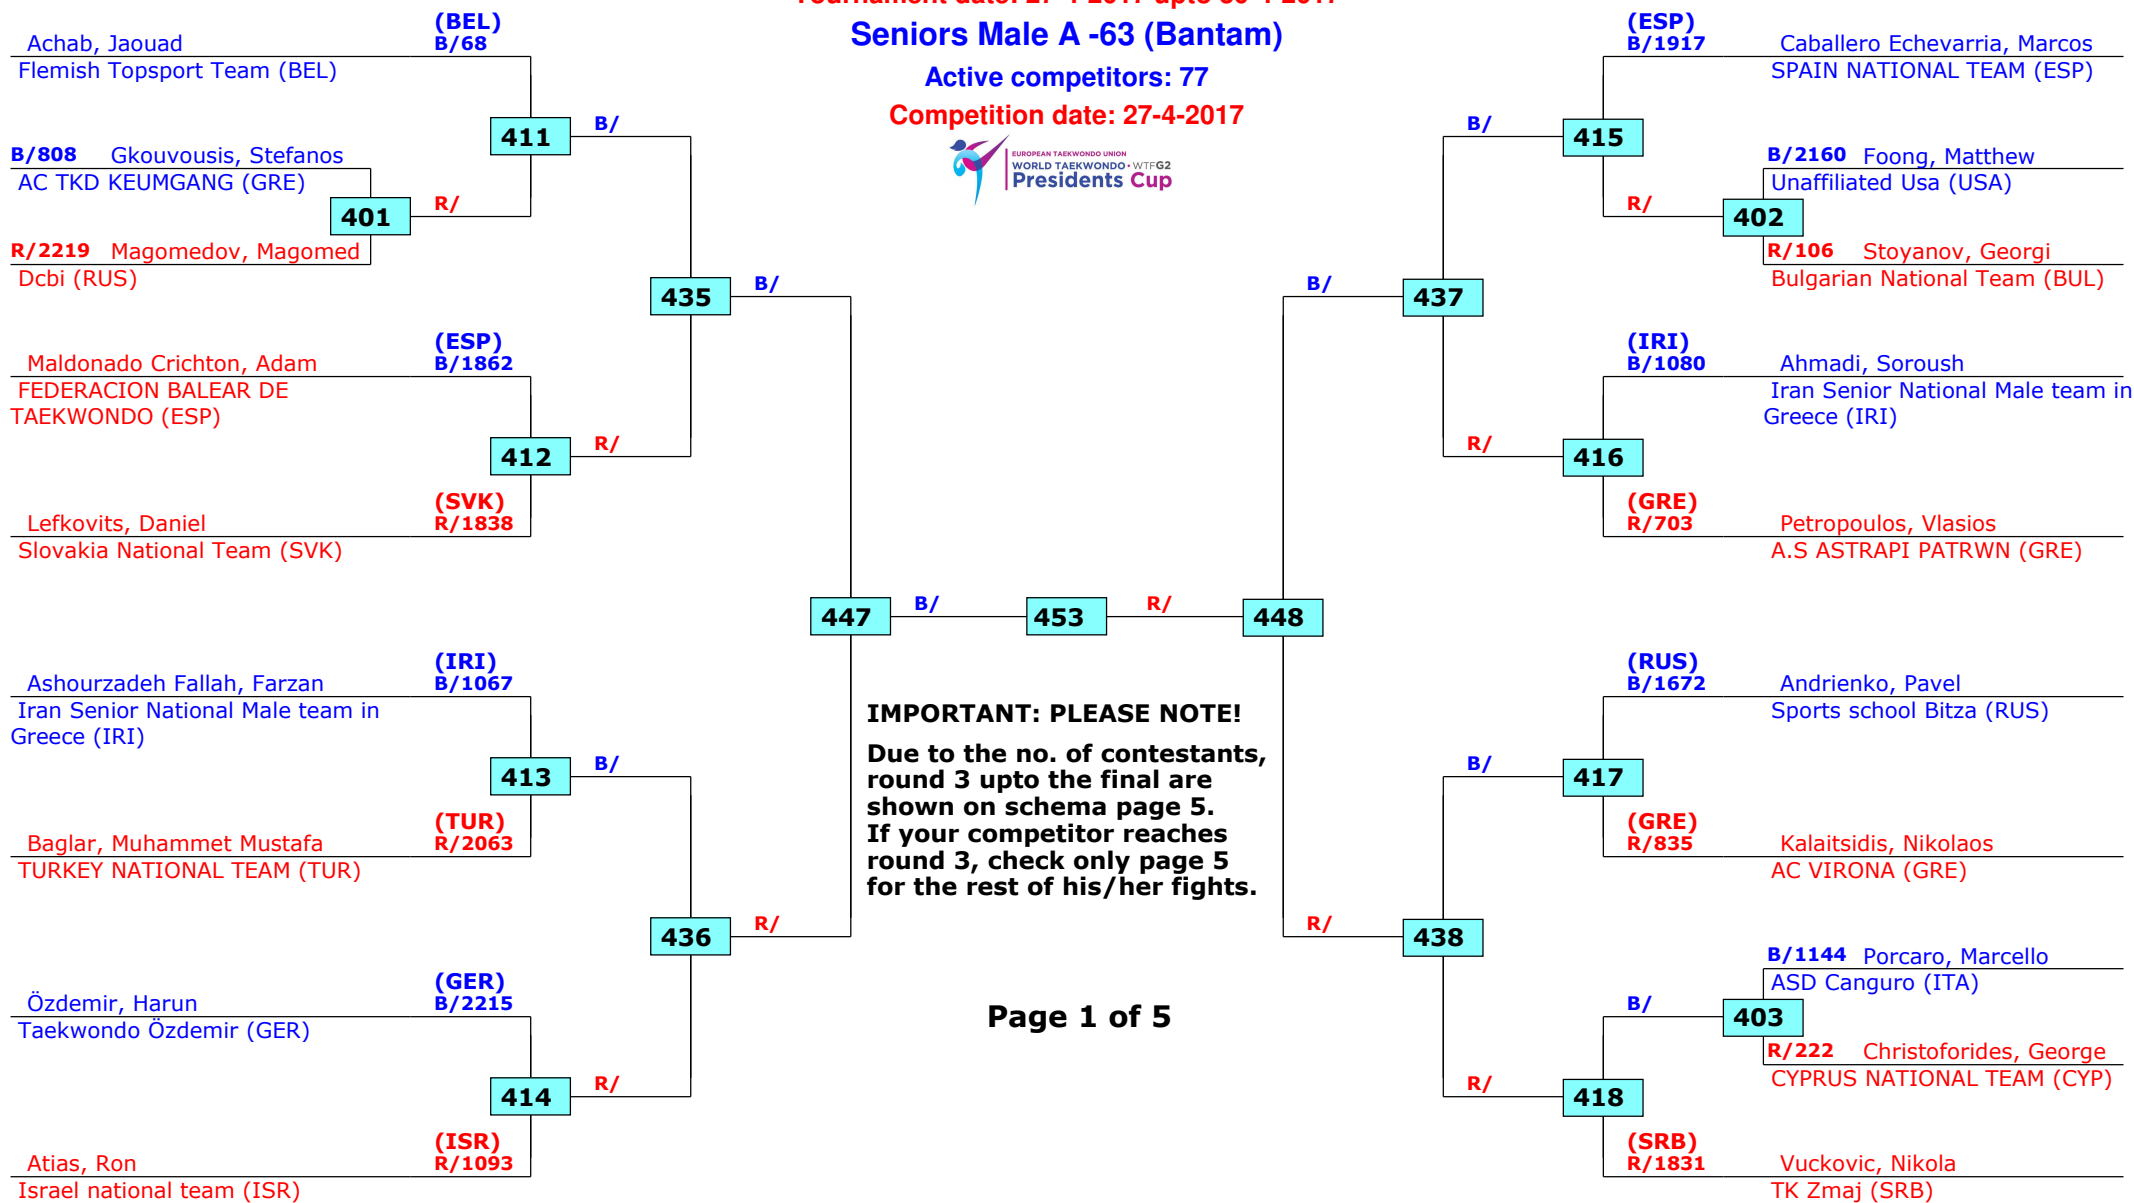 Tournament date: 27-4-2017 upto 30-4-2017
Seniors Male A -63 (Bantam)
Active competitors: 77
Competition date: 27-4-2017
EUROPEAN TAEKWONDO UNION
WORLD TAEKWONDO • WTF G2
Presidents Cup
(BEL)
Achab, Jaouad B/68
Flemish Topsport Team (BEL)
411
B/
B/808 Gkouvousis, Stefanos
AC TKD KEUMGANG (GRE)
401
R/
R/2219 Magomedov, Magomed
Dcbi (RUS)
435
B/
(ESP)
Maldonado Crichton, Adam B/1862
FEDERACION BALEAR DE
TAEKWONDO (ESP)
412
R/
(SVK)
Lefkovits, Daniel R/1838
Slovakia National Team (SVK)
447
B/
453
R/
448
(IRI)
Ashourzadeh Fallah, Farzan B/1067
Iran Senior National Male team in
Greece (IRI)
413
B/
(TUR)
Baglar, Muhammet Mustafa R/2063
TURKEY NATIONAL TEAM (TUR)
436
R/
(GER)
Özdemir, Harun B/2215
Taekwondo Özdemir (GER)
414
R/
(ISR)
Atias, Ron R/1093
Israel national team (ISR)
IMPORTANT: PLEASE NOTE!
Due to the no. of contestants,
round 3 upto the final are
shown on schema page 5.
If your competitor reaches
round 3, check only page 5
for the rest of his/her fights.
Page 1 of 5
(ESP)
B/1917 Caballero Echevarria, Marcos
SPAIN NATIONAL TEAM (ESP)
B/
415
B/2160 Foong, Matthew
Unaffiliated Usa (USA)
R/
402
R/106 Stoyanov, Georgi
Bulgarian National Team (BUL)
B/
437
(IRI)
B/1080 Ahmadi, Soroush
Iran Senior National Male team in
Greece (IRI)
R/
416
(GRE)
R/703 Petropoulos, Vlasios
A.S ASTRAPI PATRWN (GRE)
(RUS)
B/1672 Andrienko, Pavel
Sports school Bitza (RUS)
B/
417
(GRE)
R/835 Kalaitsidis, Nikolaos
AC VIRONA (GRE)
R/
438
B/1144 Porcaro, Marcello
ASD Canguro (ITA)
B/
403
R/222 Christoforides, George
CYPRUS NATIONAL TEAM (CYP)
R/
418
(SRB)
R/1831 Vuckovic, Nikola
TK Zmaj (SRB)